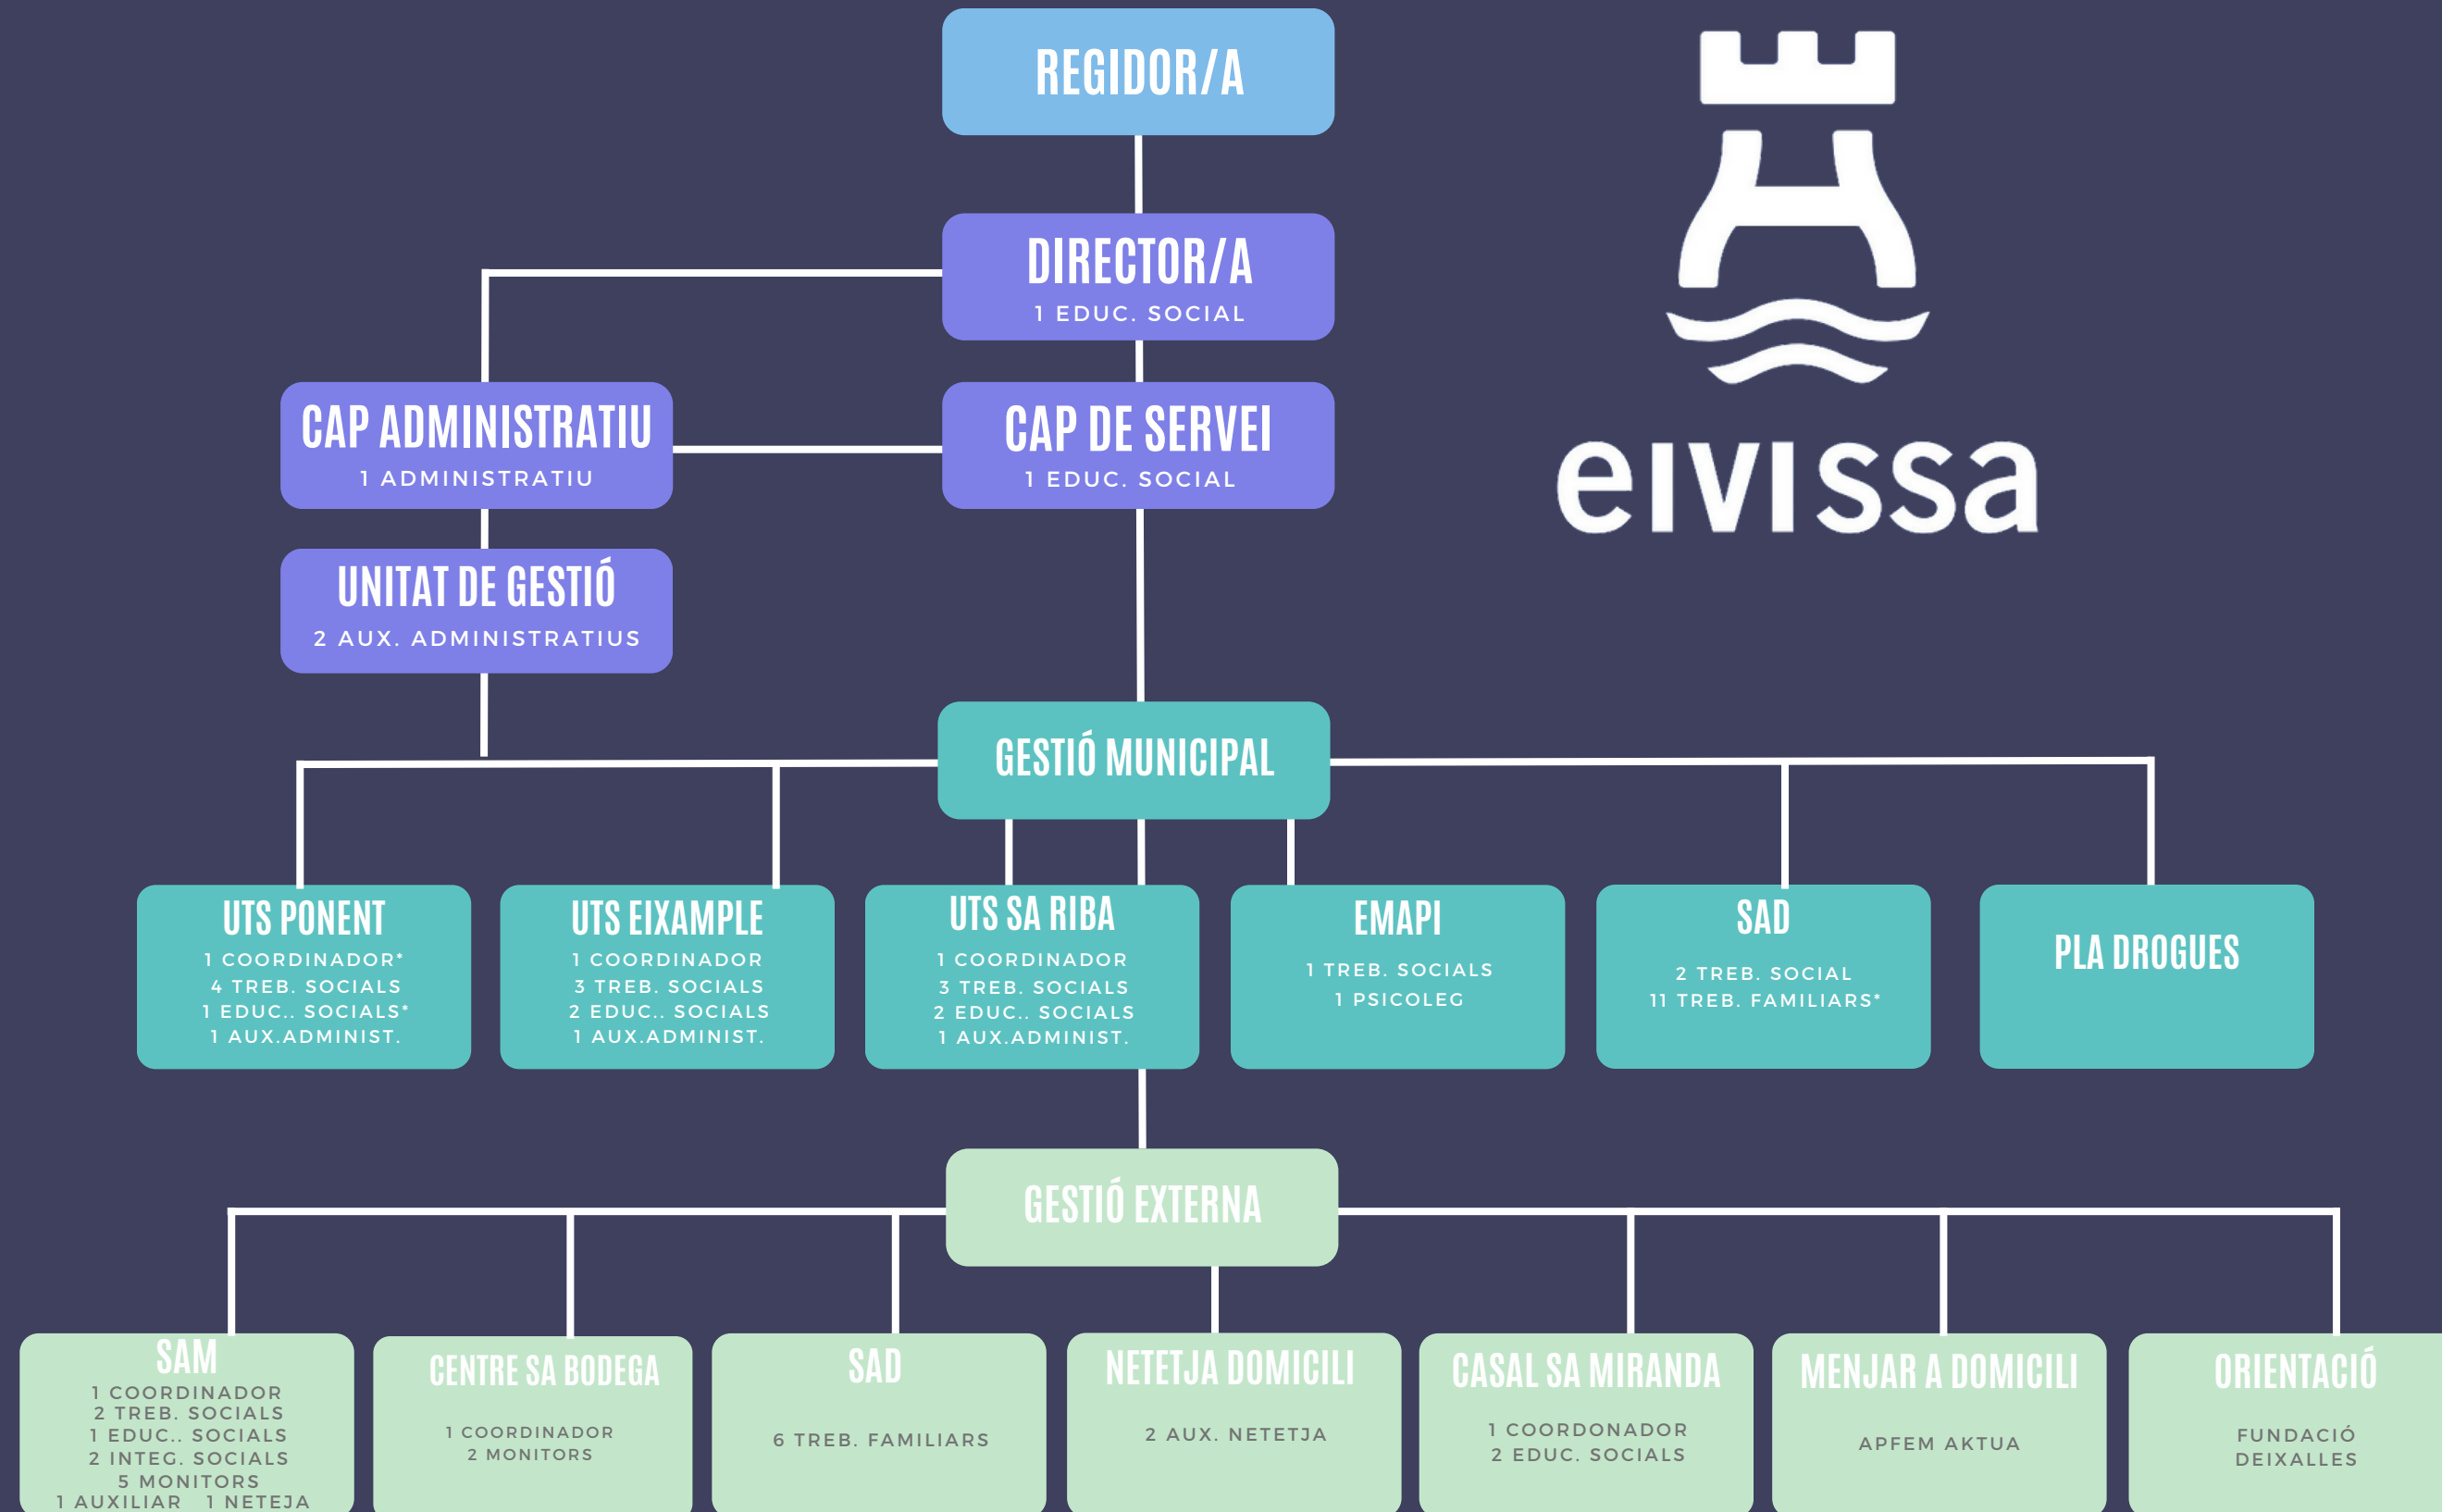 REGIDOR/A
DIRECTOR/A
1 EDUC. SOCIAL
CAP ADMINISTRATIU
1 ADMINISTRATIU
CAP DE SERVEI
1 EDUC. SOCIAL
eivissa
UNITAT DE GESTIÓ
2 AUX. ADMINISTRATIUS
GESTIÓ MUNICIPAL
UTS PONENT
1 COORDINADOR*
4 TREB. SOCIALS
1 EDUC.. SOCIALS*
1 AUX.ADMINIST.
UTS EIXAMPLE
1 COORDINADOR
3 TREB. SOCIALS
2 EDUC.. SOCIALS
1 AUX.ADMINIST.
UTS SA RIBA
1 COORDINADOR
3 TREB. SOCIALS
2 EDUC.. SOCIALS
1 AUX.ADMINIST.
EMAPI
1 TREB. SOCIALS
1 PSICOLEG
SAD
2 TREB. SOCIAL
11 TREB. FAMILIARS*
PLA DROGUES
GESTIÓ EXTERNA
SAM
1 COORDINADOR
2 TREB. SOCIALS
1 EDUC.. SOCIALS
2 INTEG. SOCIALS
5 MONITORS
1 AUXILIAR 1 NETEJA
CENTRE SA BODEGA
1 COORDINADOR
2 MONITORS
SAD
6 TREB. FAMILIARS
NETETJA DOMICILI
2 AUX. NETETJA
CASAL SA MIRANDA
1 COORDONADOR
2 EDUC. SOCIALS
MENJAR A DOMICILI
APFEM AKTUA
ORIENTACIÓ
FUNDACIÓ
DEIXALLES